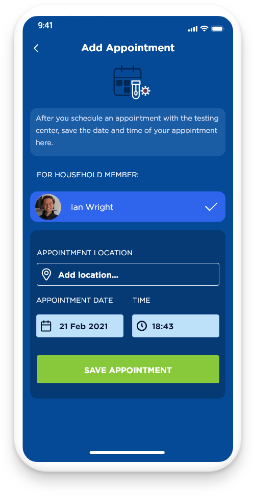 9:41
Add Appointment
After you schecule an appointment with the testing
center, save the date and time of your appointment
here.
FOR HOUSEHOLD MEMBER:
Ian Wright
APPOINTMENT LOCATION
Add location...
APPOINTMENT DATE TIME
21 Feb 2021 18:43
SAVE APPOINTMENT